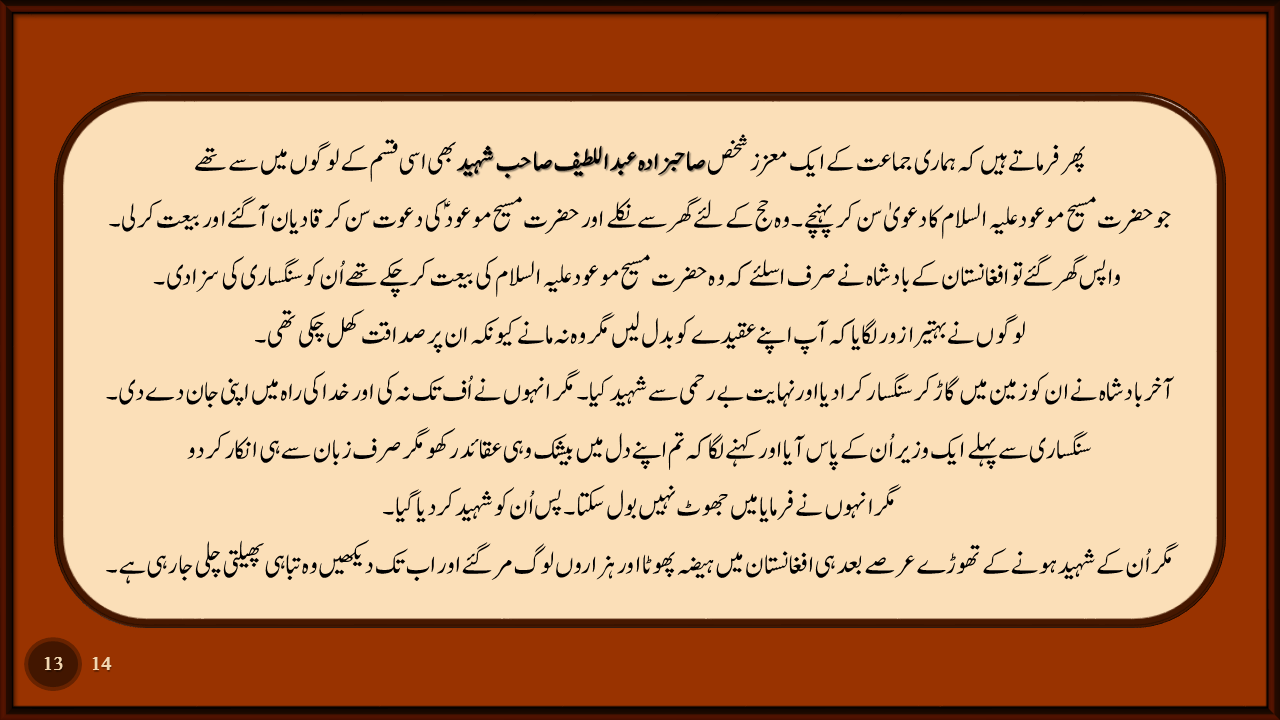 پھر فرماتے ہیں کہ ہماری جماعت کے ایک معزز شخص صاحبزادہ عبداللطیف صاحب شہید بھی اسی قسم کے لوگوں میں سے تھے
جو حضرت مسیح موعود علیہ السلام کا دعویٰ سن کر پہنچے۔ وہ حج کے لئے گھر سے نکلے اور حضرت مسیح موعودؑ کی دعوت سن کر قادیان آگئے اور بیعت کر لی۔
واپس گھر گئے تو افغانستان کے بادشاہ نے صرف اسلئے کہ وہ حضرت مسیح موعود علیہ السلام کی بیعت کر چکے تھے اُن کو سنگساری کی سزا دی۔
لوگوں نے بہتیرا زور لگایا کہ آپ اپنے عقیدے کو بدل لیں مگر وہ نہ مانے کیونکہ ان پر صداقت کھل چکی تھی۔
آخر بادشاہ نے ان کو زمین میں گاڑ کر سنگسار کرا دیا اور نہایت بے رحمی سے شہید کیا۔ مگر انہوں نے اُف تک نہ کی اور خدا کی راہ میں اپنی جان دے دی۔
سنگساری سے پہلے ایک وزیر اُن کے پاس آیا اور کہنے لگا کہ تم اپنے دل میں بیشک وہی عقائد رکھو مگر صرف زبان سے ہی انکار کر دو
مگر انہوں نے فرمایا میں جھوٹ نہیں بول سکتا۔ پس اُن کو شہید کر دیا گیا۔
مگر اُن کے شہید ہونے کے تھوڑے عرصے بعد ہی افغانستان میں ہیضہ پھوٹا اور ہزاروں لوگ مر گئے اور اب تک دیکھیں وہ تباہی پھیلتی چلی جا رہی ہے۔
13 14